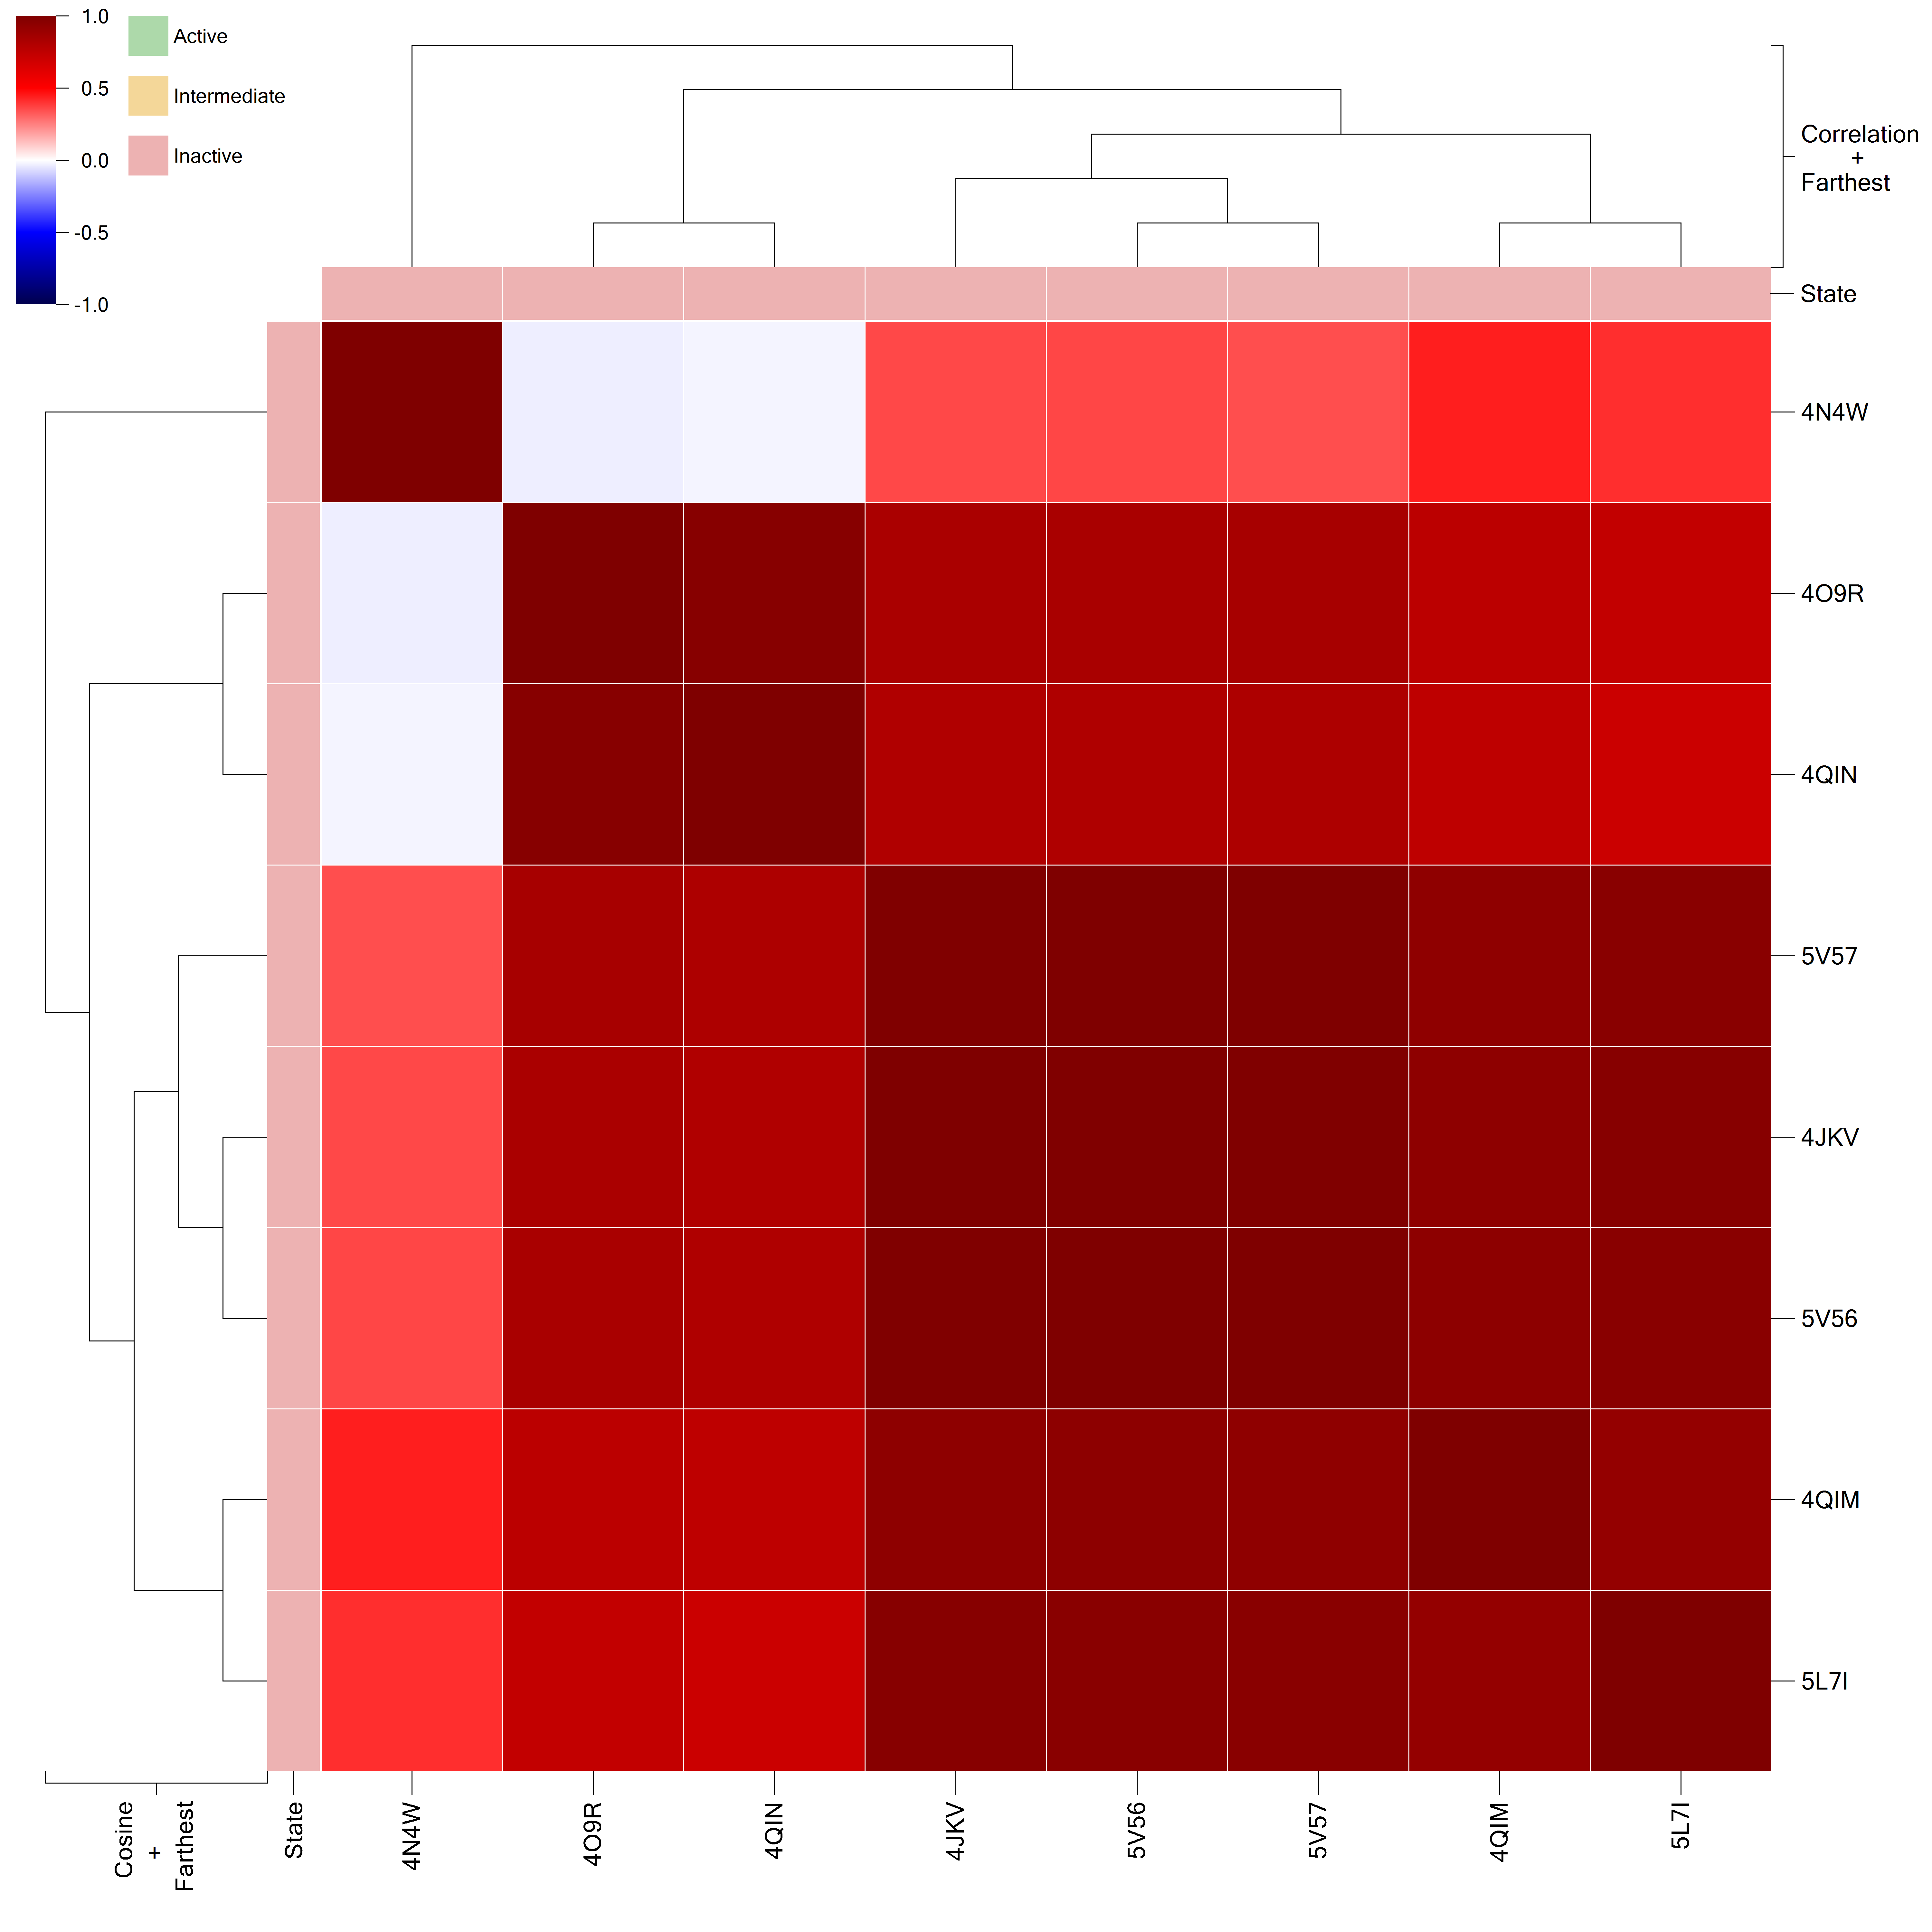 1.0
0.5
0.0
-0.5
-1.0
Active
Intermediate
Inactive
Correlation
+
Farthest
State
4N4W
4O9R
4QIN
5V57
4JKV
5V56
4QIM
5L7I
Cosine
+
Farthest
State
4N4W
4O9R
4QIN
4JKV
5V56
5V57
4QIM
5L7I